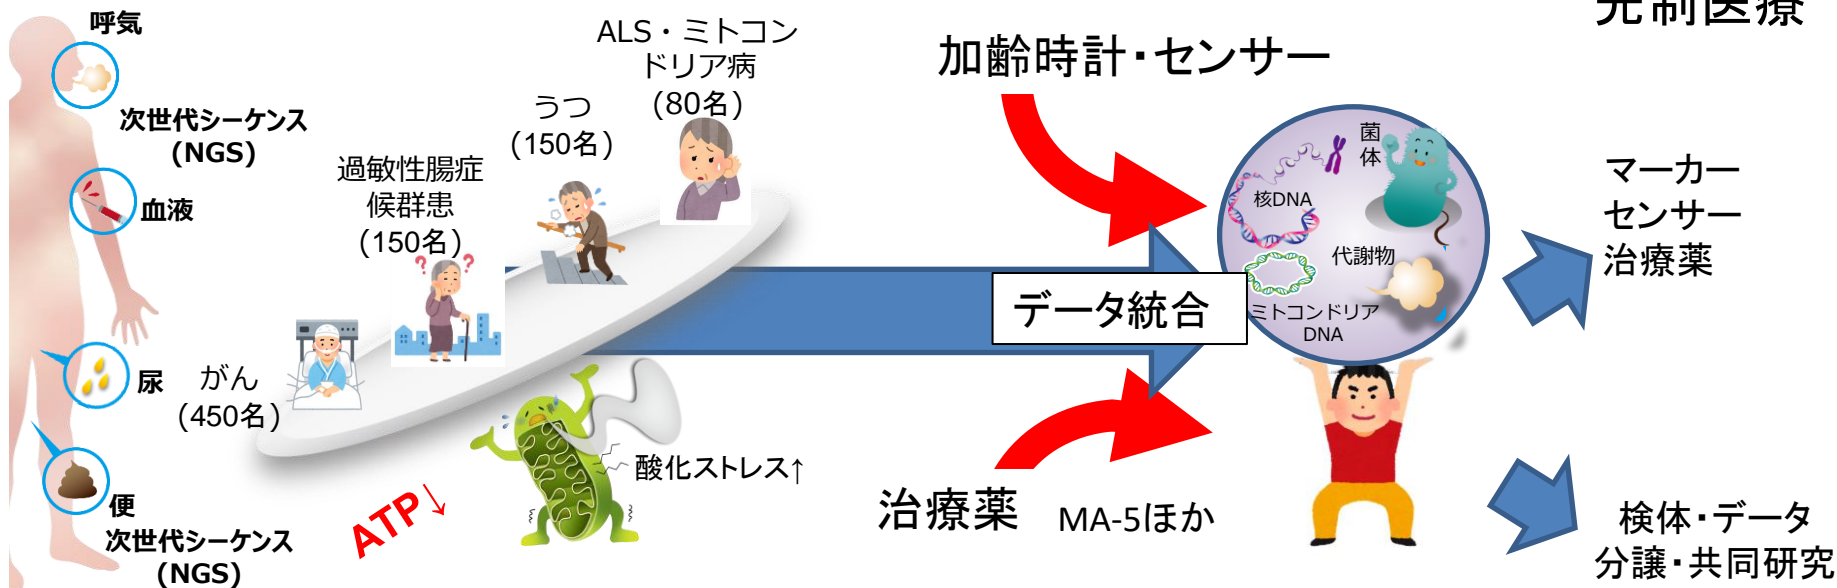 呼気
次世代シーケンス
(NGS)
血液
尿
便
次世代シーケンス
(NGS)
がん
(450名)
過敏性腸症
候群患
(150名)
うつ
(150名)
ALS・ミトコン
ドリア病
(80名)
ATP↓
酸化ストレス↑
加齢時計・センサー
データ統合
治療薬 MA-5ほか
菌
体
核DNA
代謝物
ミトコンドリア
DNA
先制医療
マーカー
センサー
治療薬
検体・データ
分譲・共同研究